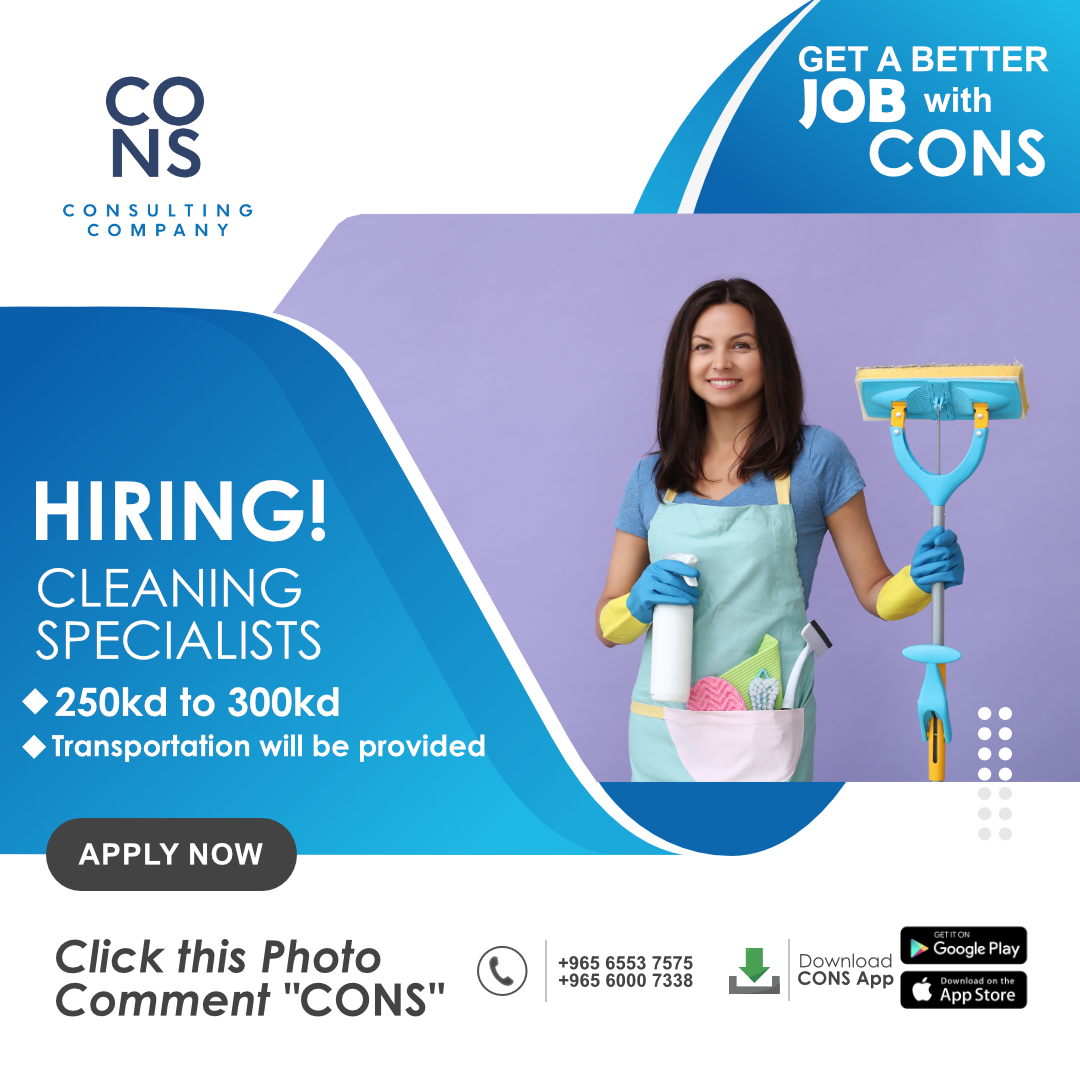 CO
NS
CONSULTING
COMPANY
GET A BETTER
JOB with
CONS
HIRING!
CLEANING
SPECIALISTS
250kd to 300kd
Transportation will be provided
APPLY NOW
Click this Photo
Comment "CONS"
+965 6553 7575
+965 6000 7338
Download
CONS App
GET IT ON
Google Play
Download on the
App Store